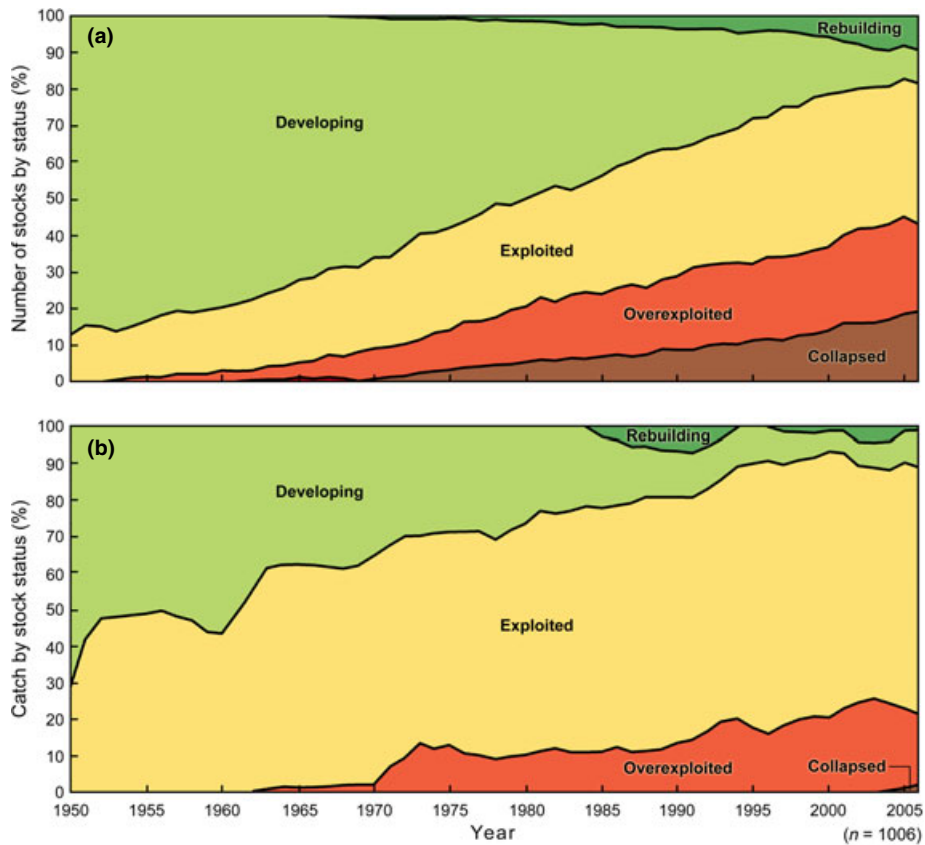 (a)
Number of stocks by status (%)
100
90
80
70
60
50
40
30
20
10
0
Rebuilding
Developing
Exploited
Overexploited
Collapsed
(b)
Catch by stock status (%)
100
90
80
70
60
50
40
30
20
10
0
Rebuilding
Developing
Exploited
Overexploited
Collapsed
1950 1955 1960 1965 1970 1975 1980 1985 1990 1995 2000 2005
Year
(n = 1006)